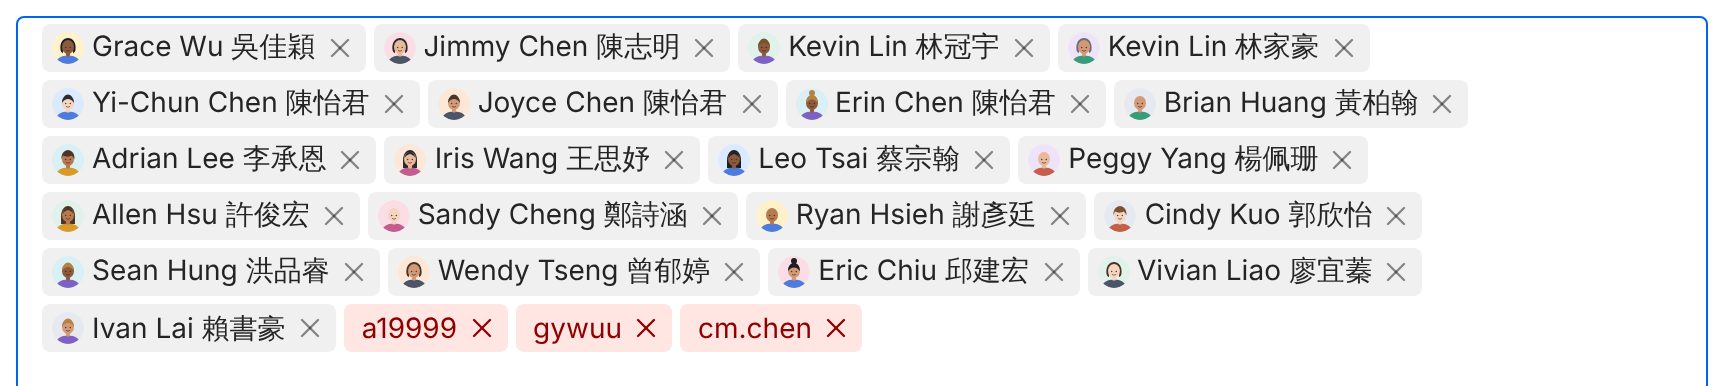 Grace Wu 吳佳穎 Jimmy Chen 陳志明 Kevin Lin 林冠宇 Kevin Lin 林家豪
Yi-Chun Chen 陳怡君 Joyce Chen 陳怡君 Erin Chen 陳怡君 Brian Huang 黃柏翰
Adrian Lee 李承恩 Iris Wang 王思妤 Leo Tsai 蔡宗翰 Peggy Yang 楊佩珊
Allen Hsu 許俊宏 Sandy Cheng 鄭詩涵 Ryan Hsieh 謝彥廷 Cindy Kuo 郭欣怡
Sean Hung 洪品睿 Wendy Tseng 曾郁婷 Eric Chiu 邱建宏 Vivian Liao 廖宜蓁
Ivan Lai 賴書豪 a19999 gywuu cm.chen